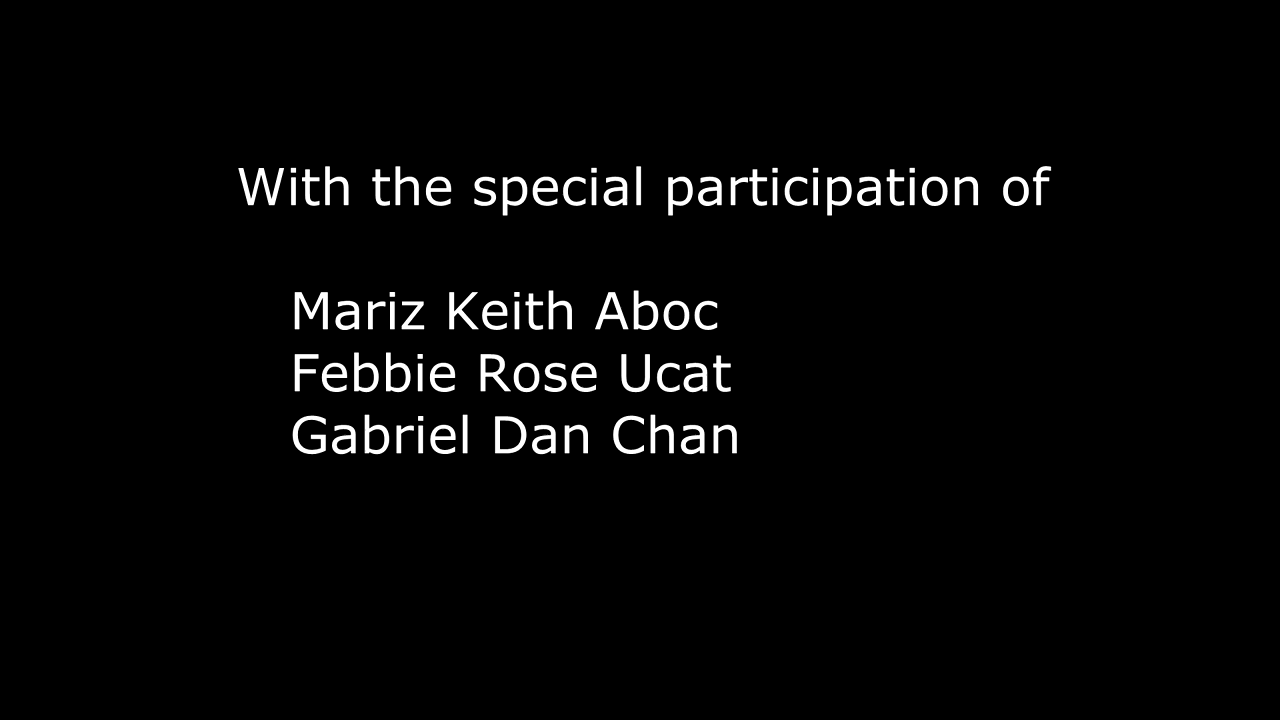 With the special participation of
Mariz Keith Aboc
Febbie Rose Ucat
Gabriel Dan Chan